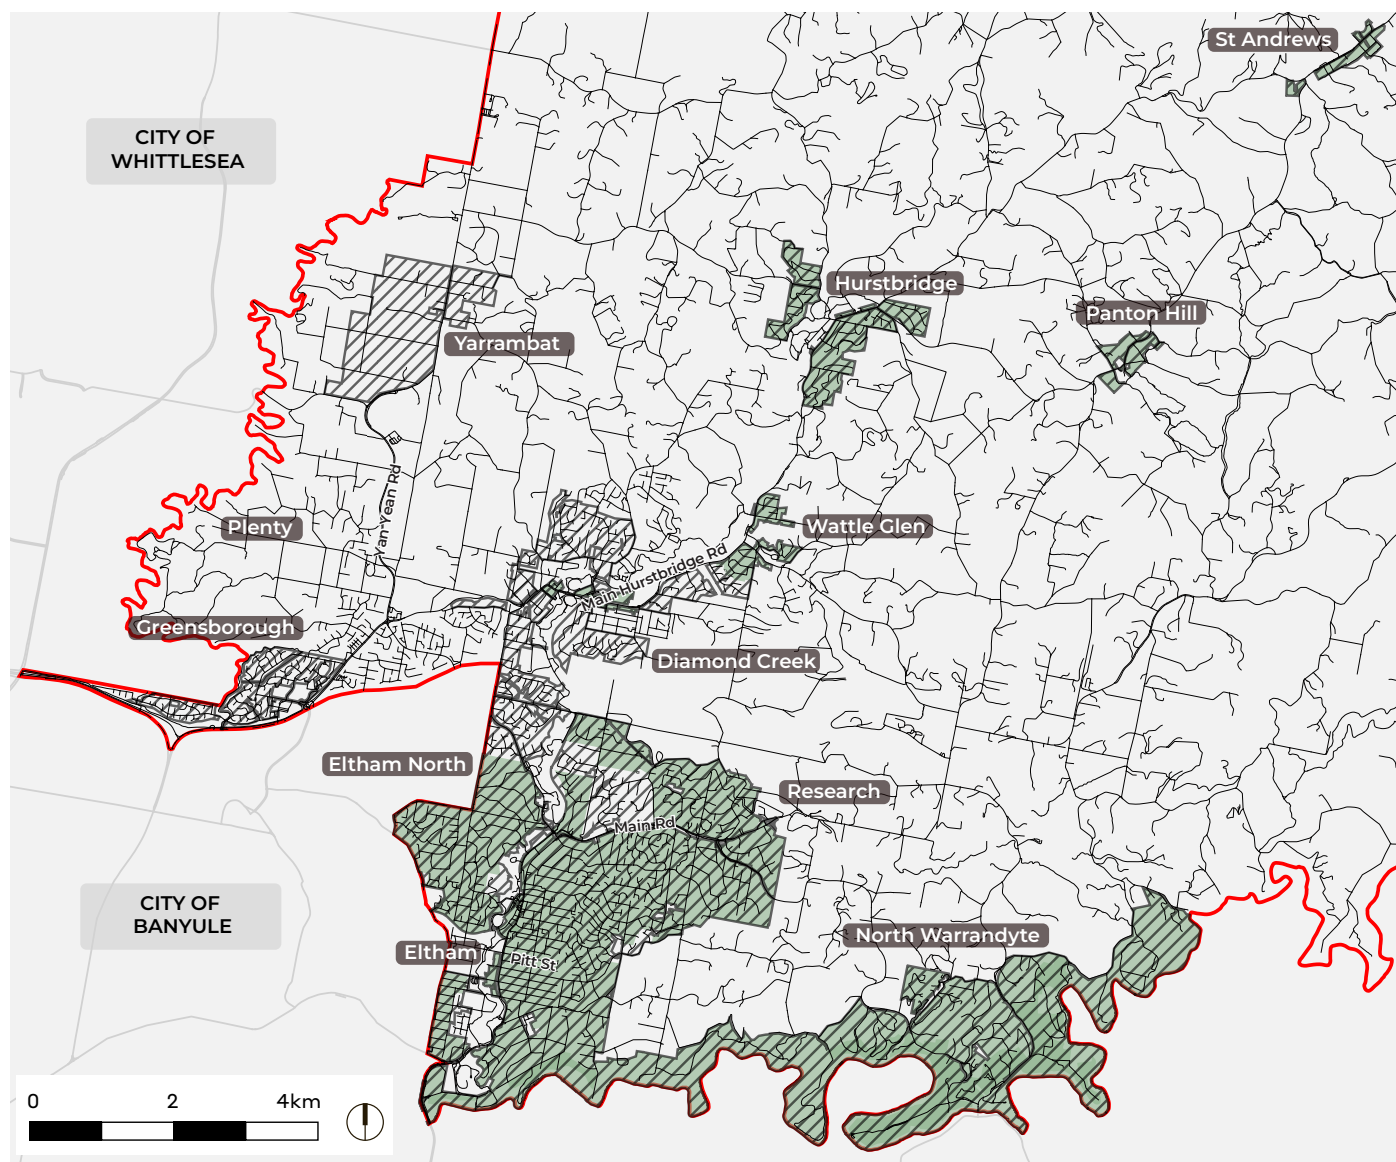 St Andrews
CITY OF
WHITTLESEA
Hurstbridge
Panton Hill
Yarrambat
Yan Yean Rd
Plenty
Wattle Glen
Main Hurstbridge Rd
Greensborough
Diamond Creek
Eltham North
Research
Main Rd
CITY OF
BANYULE
North Warrandyte
Eltham
Pitt St
0 2 4km